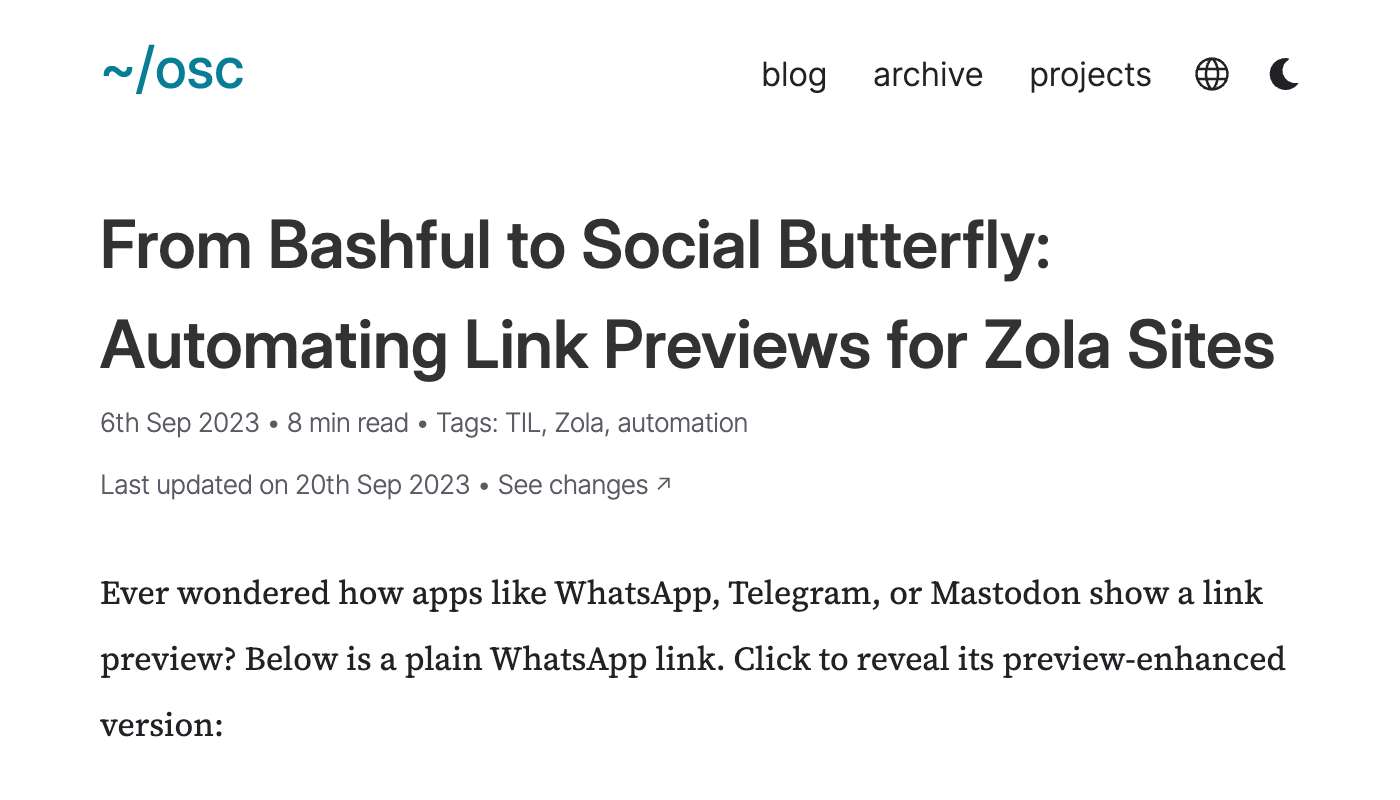 ~/osc
blog archive projects
From Bashful to Social Butterfly:
Automating Link Previews for Zola Sites
6th Sep 2023 • 8 min read • Tags: TIL, Zola, automation
Last updated on 20th Sep 2023 • See changes ↗
Ever wondered how apps like WhatsApp, Telegram, or Mastodon show a link
preview? Below is a plain WhatsApp link. Click to reveal its preview-enhanced
version: